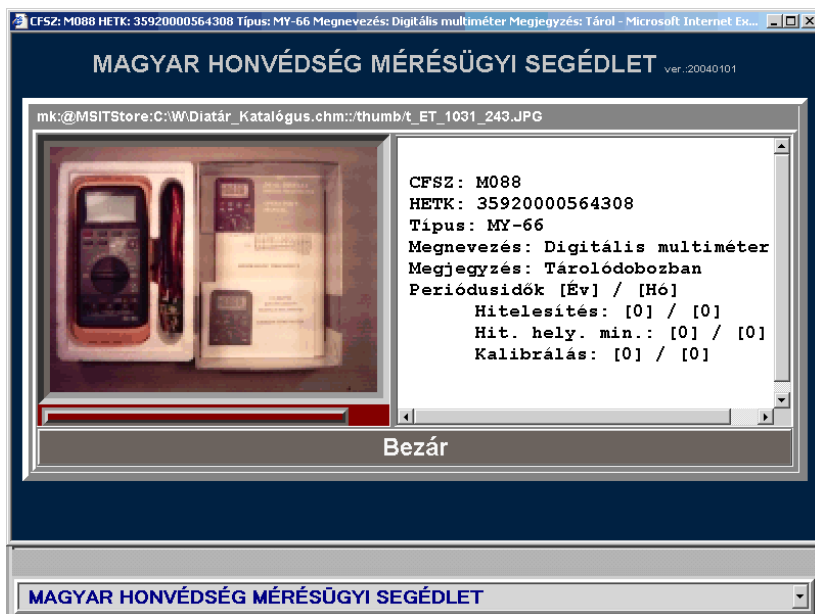 CFSZ: M088 HETK: 35920000564308 Típus: MY-66 Megnevezés: Digitális multiméter Megjegyzés: Tárol - Microsoft Internet Ex...
MAGYAR HONVÉDSÉG MÉRÉSÜGYI SEGÉDLET ver.:20040101
mk:@MSITStore:C:\W\Diatár_Katalógus.chm::/thumb/t_ET_1031_243.JPG
CFSZ: M088
HETK: 35920000564308
Típus: MY-66
Megnevezés: Digitális multiméter
Megjegyzés: Tárolódobozban
Periódusidők [Év] / [Hó]
Hitelesítés: [0] / [0]
Hit. hely. min.: [0] / [0]
Kalibrálás: [0] / [0]
Bezár
MAGYAR HONVÉDSÉG MÉRÉSÜGYI SEGÉDLET